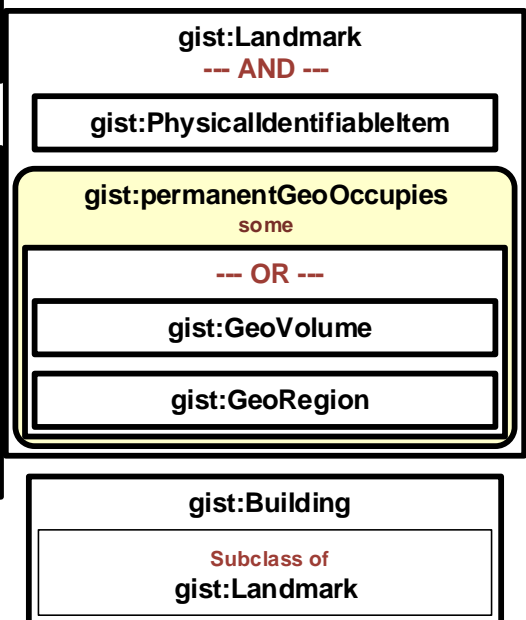 gist:Landmark
--- AND ---
gist:PhysicalIdentifiableItem
gist:permanentGeoOccupies
some
--- OR ---
gist:GeoVolume
gist:GeoRegion
gist:Building
Subclass of
gist:Landmark